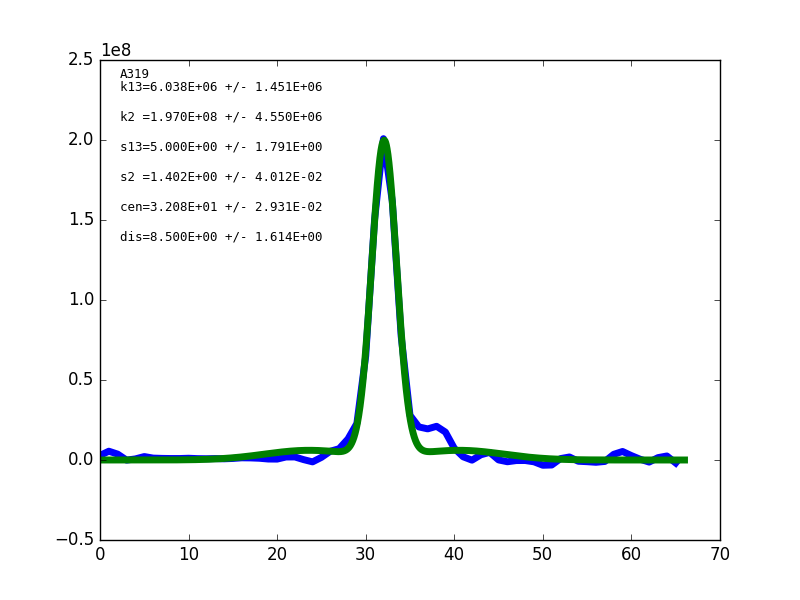 1e8
2.5
2.0
1.5
1.0
0.5
0.0
−0.5
A319
k13=6.038E+06 +/- 1.451E+06
k2 =1.970E+08 +/- 4.550E+06
s13=5.000E+00 +/- 1.791E+00
s2 =1.402E+00 +/- 4.012E-02
cen=3.208E+01 +/- 2.931E-02
dis=8.500E+00 +/- 1.614E+00
0 10 20 30 40 50 60 70